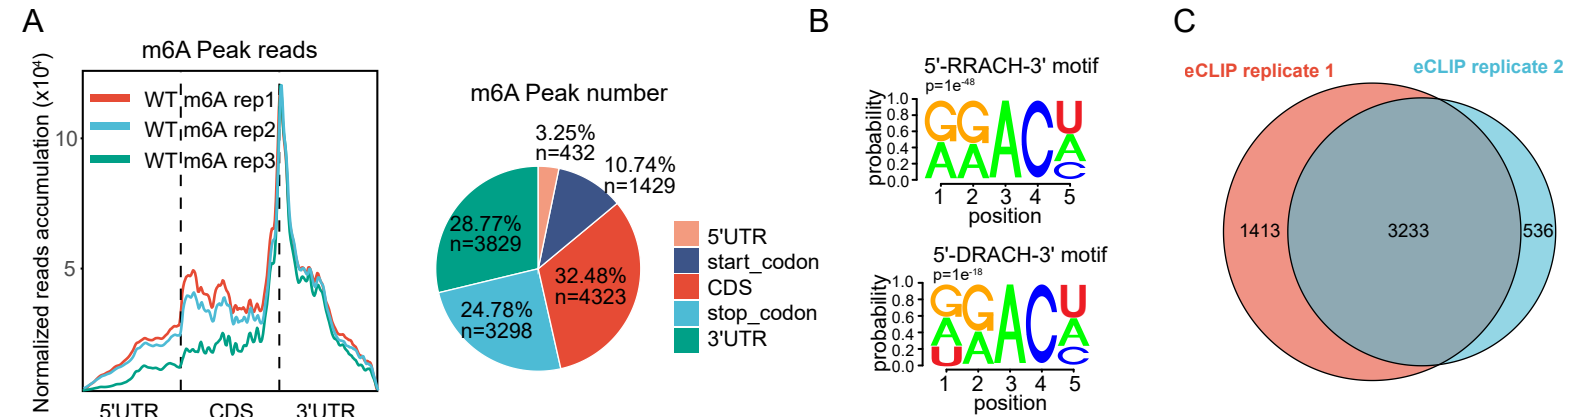 A
m6A Peak reads
Normalized reads accumulation (x10⁴)
10
5
WT m6A rep1
WT m6A rep2
WT m6A rep3
5'UTR CDS 3'UTR
m6A Peak number
3.25%
n=432
10.74%
n=1429
28.77%
n=3829
32.48%
n=4323
24.78%
n=3298
5'UTR
start_codon
CDS
stop_codon
3'UTR
B
5'-RRACH-3' motif
p=1e⁻⁴⁸
probability
1.0
0.8
0.6
0.4
0.2
0.0
G G A C U
A A A
C
1 2 3 4 5
position
5'-DRACH-3' motif
p=1e⁻¹⁸
probability
1.0
0.8
0.6
0.4
0.2
0.0
G G A C U
A A A
U C
1 2 3 4 5
position
C
eCLIP replicate 1
eCLIP replicate 2
1413
3233
536